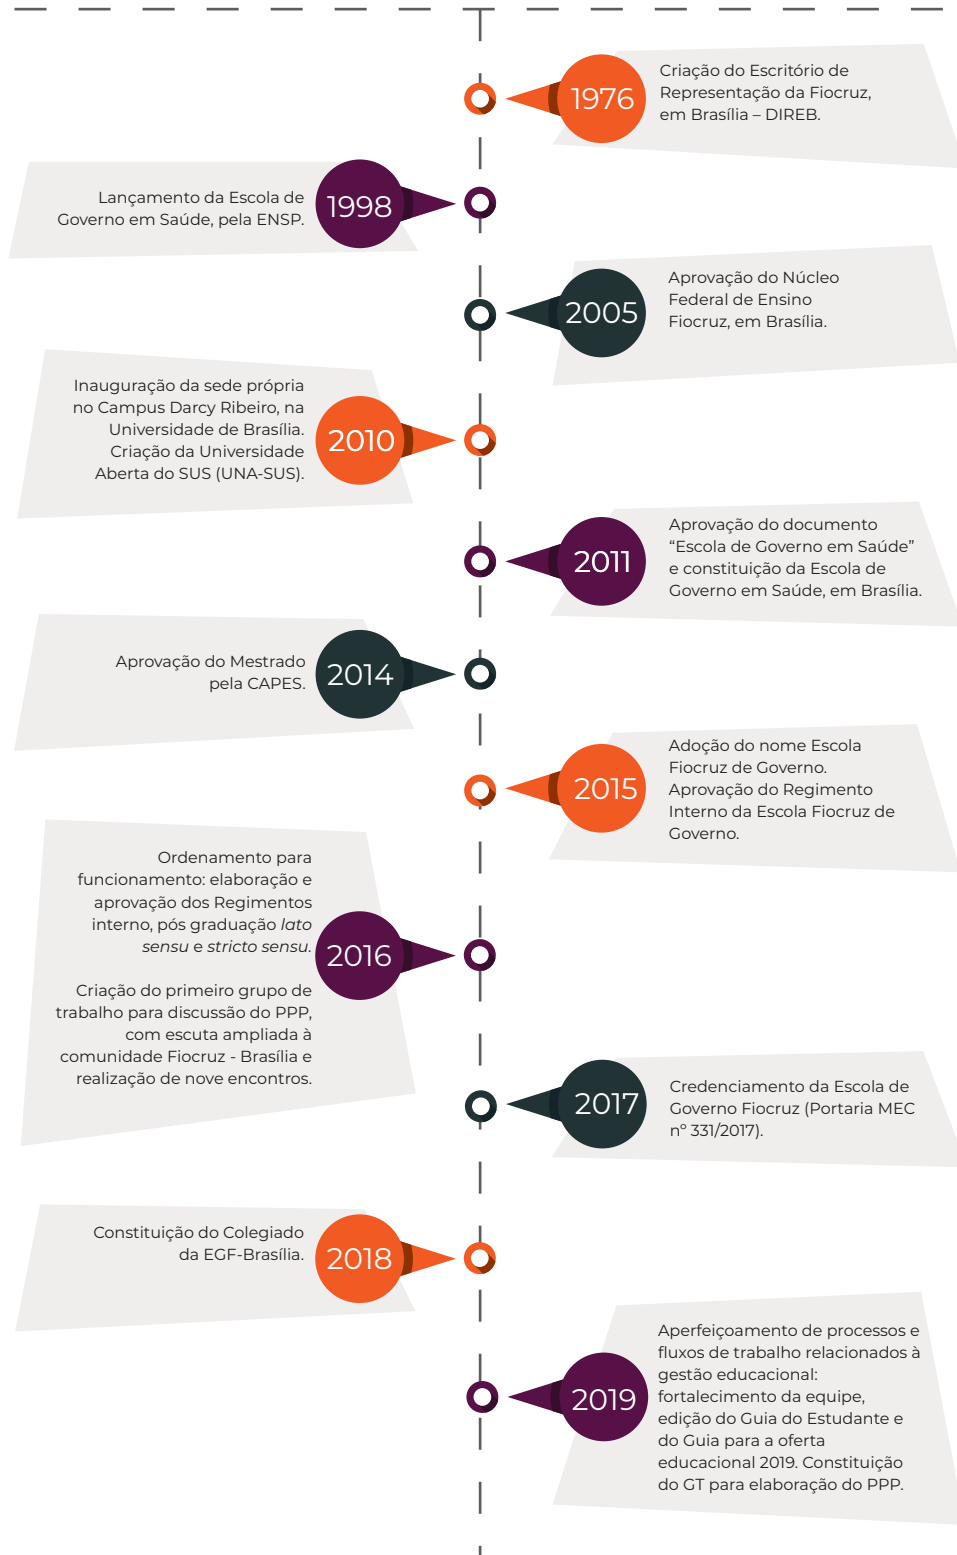 1976
Criação do Escritório de
Representação da Fiocruz,
em Brasília – DIREB.
1998
Lançamento da Escola de
Governo em Saúde, pela ENSP.
2005
Aprovação do Núcleo
Federal de Ensino
Fiocruz, em Brasília.
2010
Inauguração da sede própria
no Campus Darcy Ribeiro, na
Universidade de Brasília.
Criação da Universidade
Aberta do SUS (UNA-SUS).
2011
Aprovação do documento
“Escola de Governo em Saúde”
e constituição da Escola de
Governo em Saúde, em Brasília.
2014
Aprovação do Mestrado
pela CAPES.
2015
Adoção do nome Escola
Fiocruz de Governo.
Aprovação do Regimento
Interno da Escola Fiocruz de
Governo.
2016
Ordenamento para
funcionamento: elaboração e
aprovação dos Regimentos
interno, pós graduação lato
sensu e stricto sensu.
Criação do primeiro grupo de
trabalho para discussão do PPP,
com escuta ampliada à
comunidade Fiocruz - Brasília e
realização de nove encontros.
2017
Credenciamento da Escola de
Governo Fiocruz (Portaria MEC
nº 331/2017).
2018
Constituição do Colegiado
da EGF-Brasília.
2019
Aperfeiçoamento de processos e
fluxos de trabalho relacionados à
gestão educacional:
fortalecimento da equipe,
edição do Guia do Estudante e
do Guia para a oferta
educacional 2019. Constituição
do GT para elaboração do PPP.